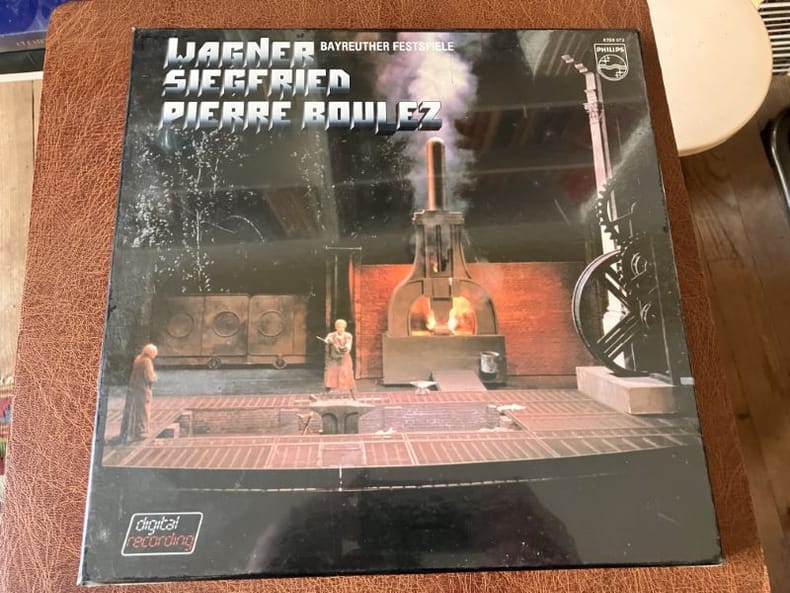 WAGNER BAYREUTHER FESTSPIELE
SIEGFRIED
PIERRE BOULEZ
PHILIPS
digital
recording